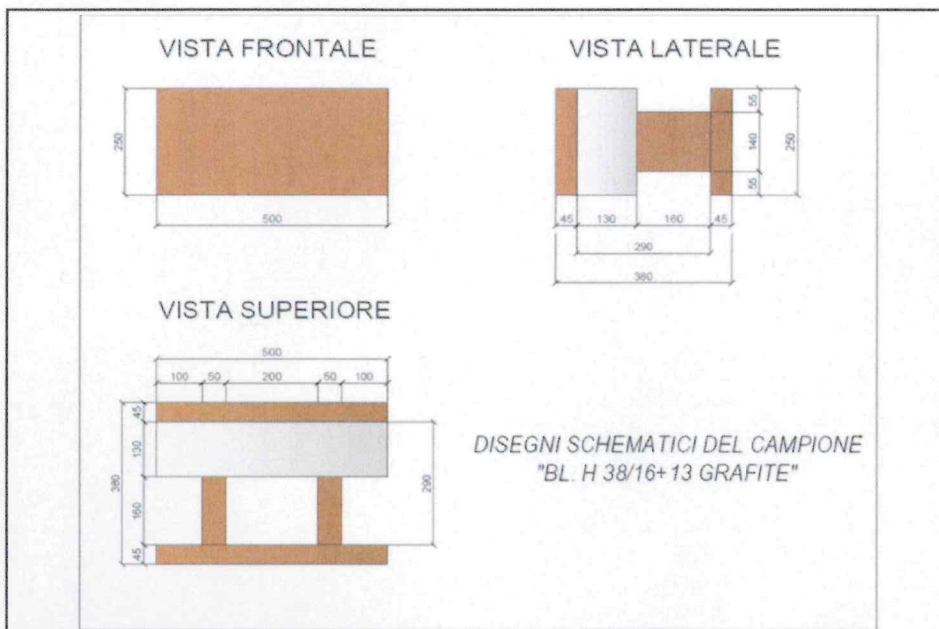 VISTA FRONTALE
250
500
VISTA LATERALE
55
140
55
250
45 130 160 45
290
380
VISTA SUPERIORE
500
100 50 200 50 100
45
130
160
45
380
290
DISEGNI SCHEMATICI DEL CAMPIONE
"BL. H 38/16+13 GRAFITE"